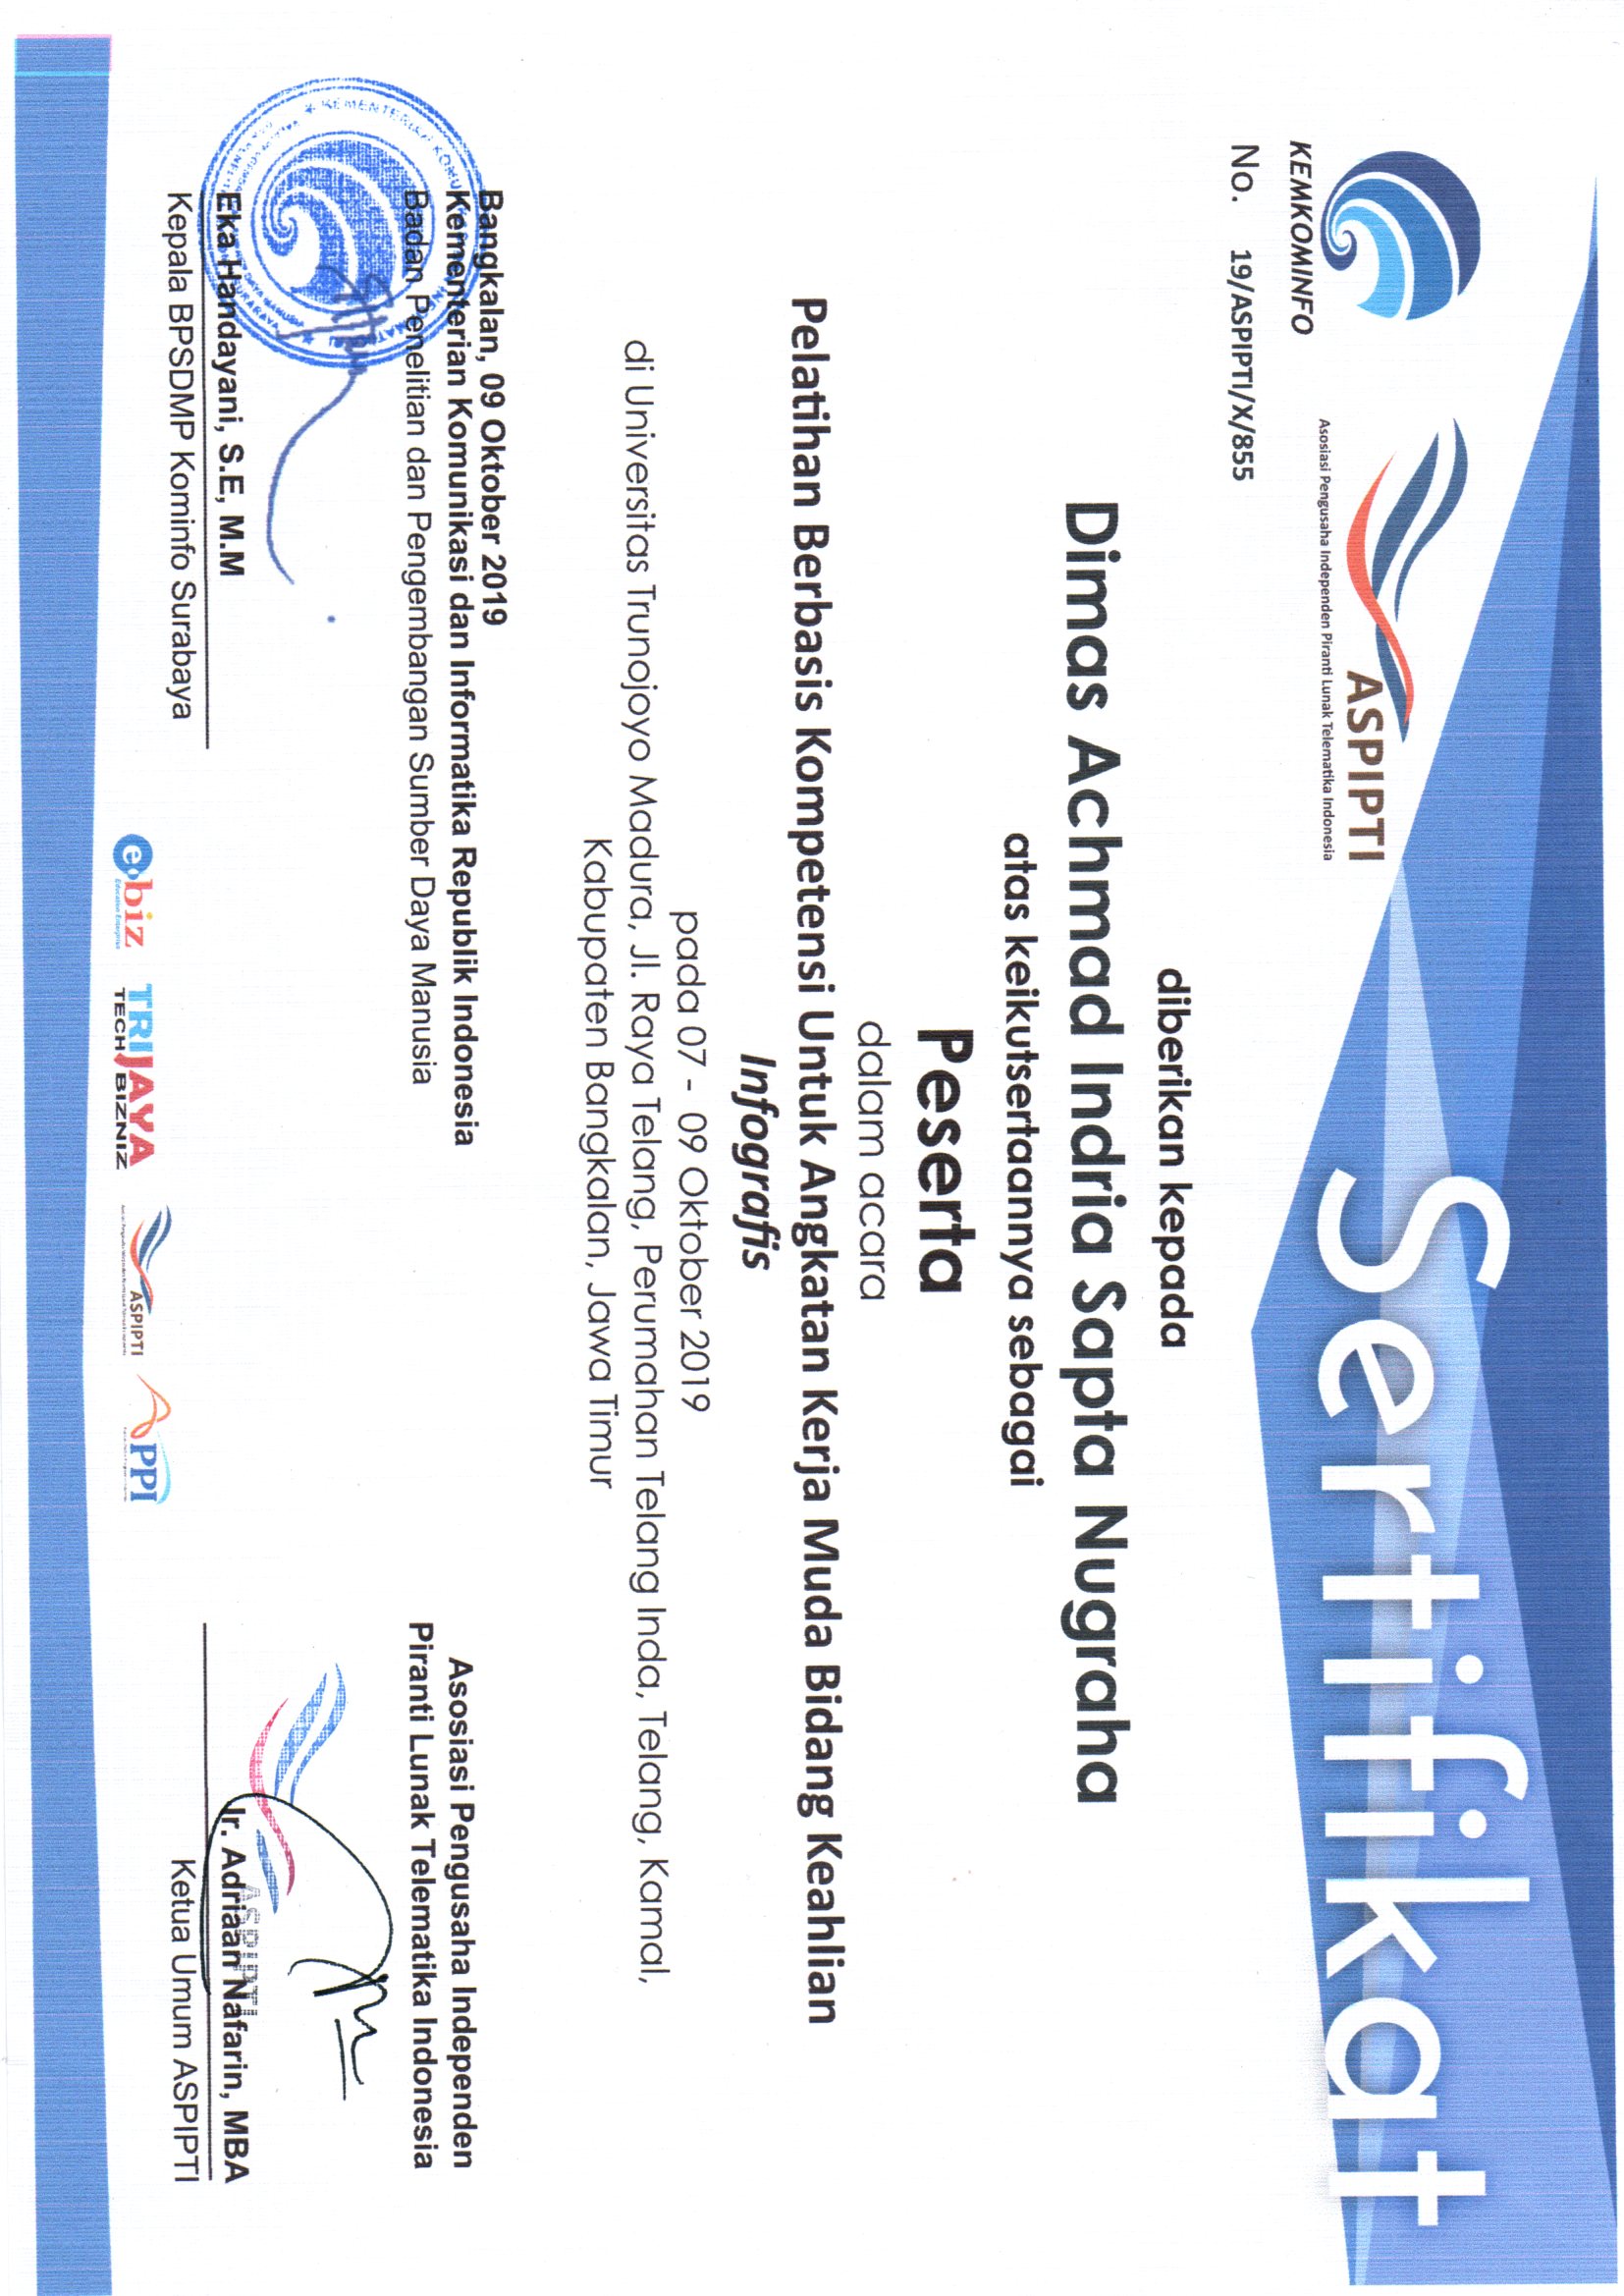 Sertifikat
KEMKOMINFO
ASPIPTI
Asosiasi Pengusaha Independen Piranti Lunak Telematika Indonesia
No. 19/ASPIPTI/X/855
diberikan kepada
Dimas Achmad Indria Sapta Nugraha
atas keikutsertaannya sebagai
Peserta
dalam acara
Pelatihan Berbasis Kompetensi Untuk Angkatan Kerja Muda Bidang Keahlian
Infografis
pada 07 - 09 Oktober 2019
di Universitas Trunojoyo Madura, Jl. Raya Telang, Perumahan Telang Inda, Telang, Kamal,
Kabupaten Bangkalan, Jawa Timur
Bangkalan, 09 Oktober 2019
Kementerian Komunikasi dan Informatika Republik Indonesia
Badan Penelitian dan Pengembangan Sumber Daya Manusia
Eka Handayani, S.E, M.M
Kepala BPSDMP Kominfo Surabaya
Asosiasi Pengusaha Independen
Piranti Lunak Telematika Indonesia
ASPIPTI
Ir. Adriaan Nafarin, MBA
Ketua Umum ASPIPTI
e-biz
Education Enterprise
TRIJAYA
TECH BIZNIZ
ASPIPTI
APPI